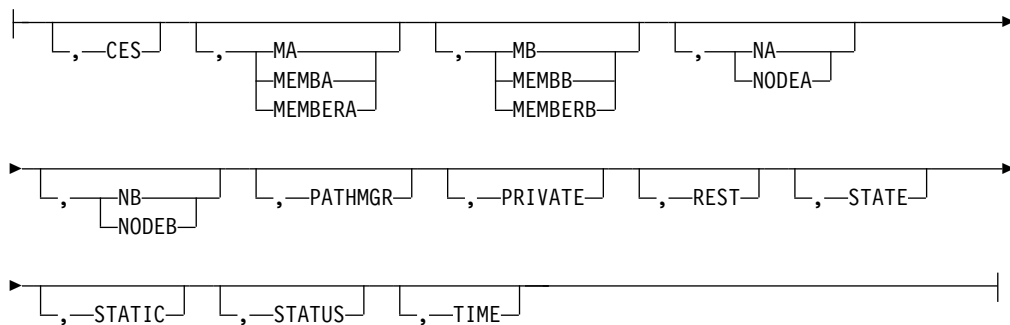 , CES , MA , MB , NA
MEMBA MEMBB NODEA
MEMBERA MEMBERB
, NB , PATHMGR , PRIVATE , REST , STATE
NODEB
, STATIC , STATUS , TIME